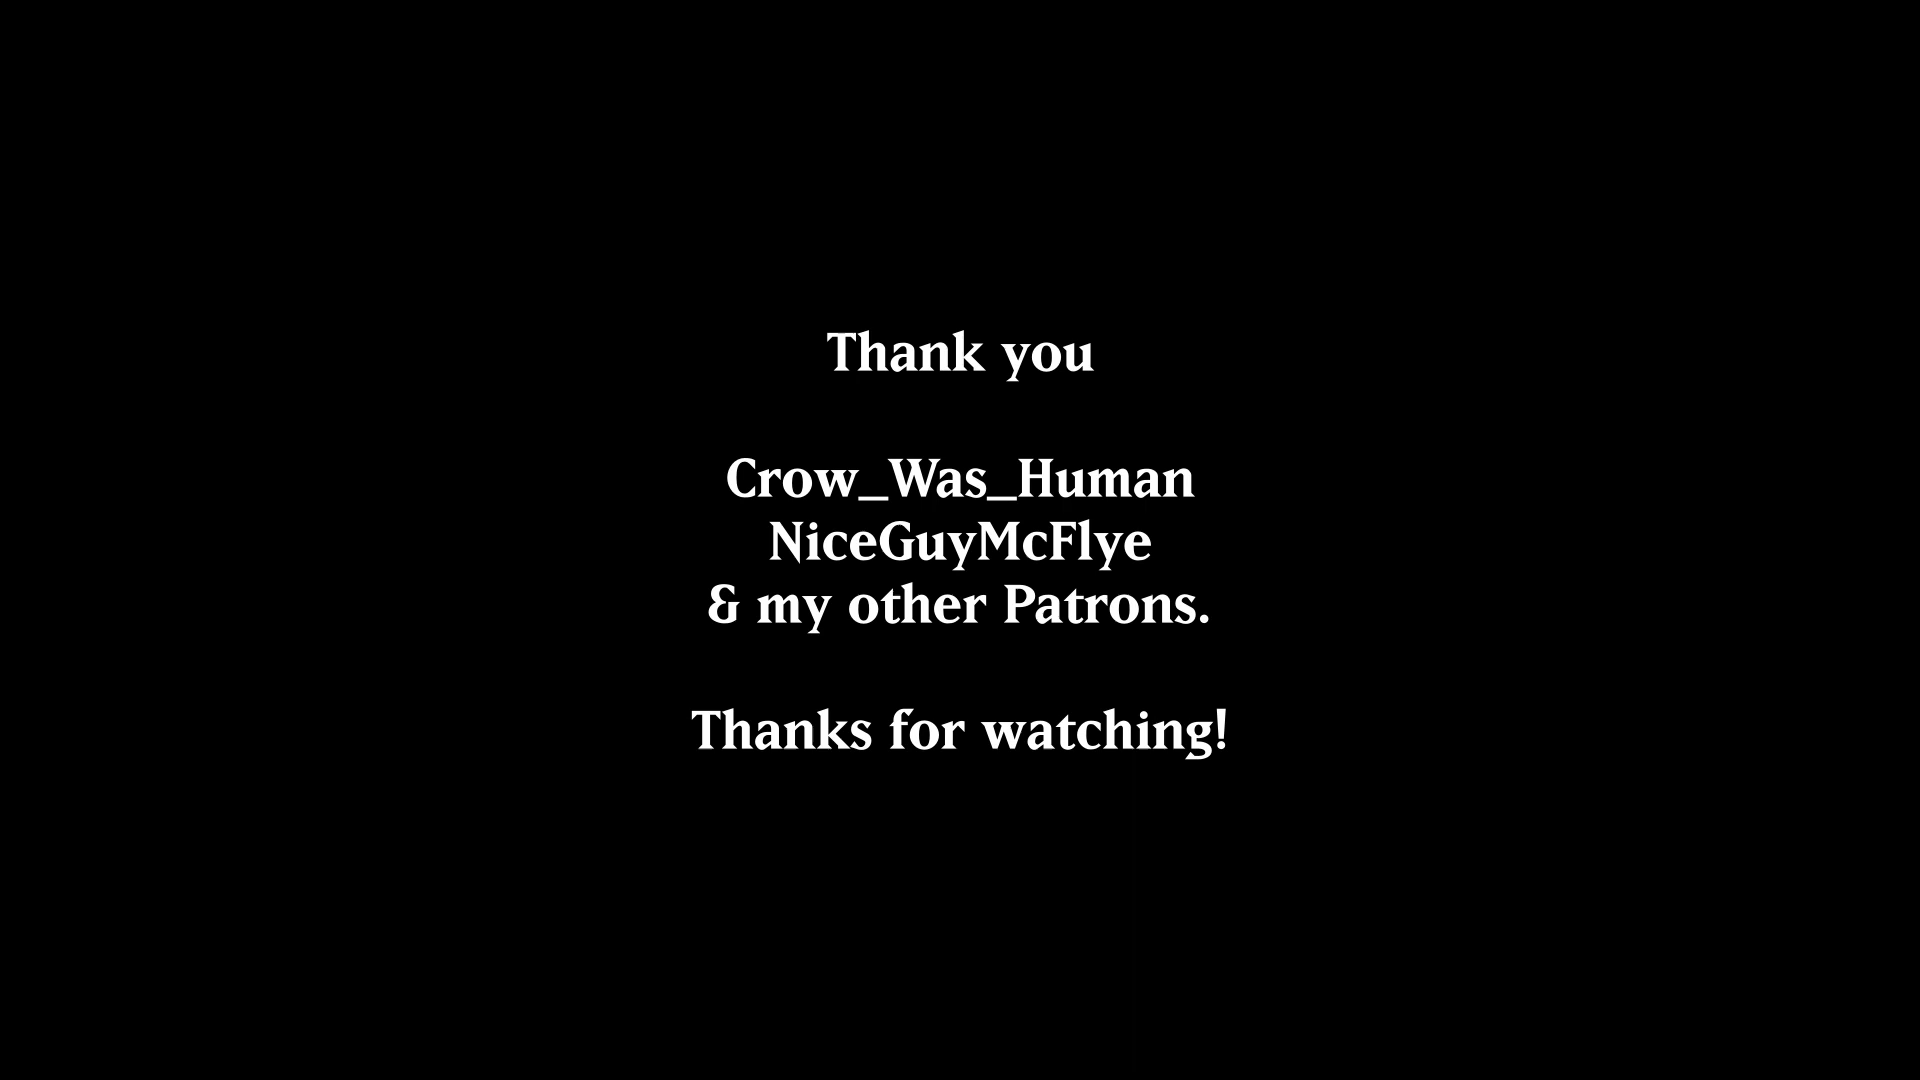 Thank you
Crow_Was_Human
NiceGuyMcFlye
& my other Patrons.
Thanks for watching!